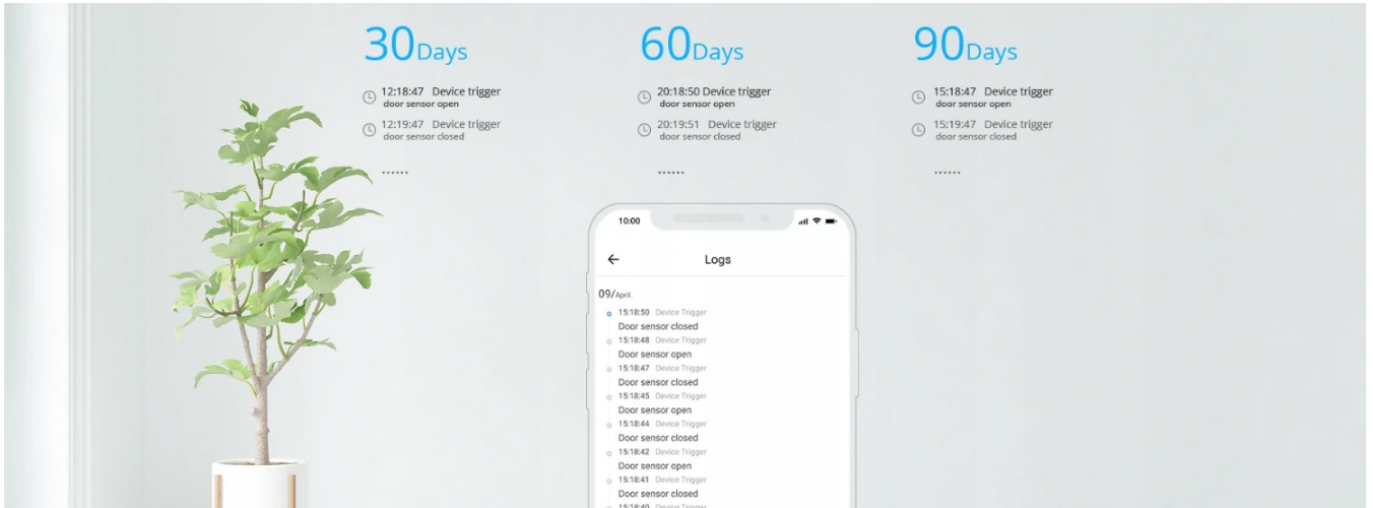 30Days
12:18:47 Device trigger
door sensor open
12:19:47 Device trigger
door sensor closed
......
60Days
20:18:50 Device trigger
door sensor open
20:19:51 Device trigger
door sensor closed
......
90Days
15:18:47 Device trigger
door sensor open
15:19:47 Device trigger
door sensor closed
......
10:00
Logs
09/April.
15:18:50 Device Trigger
Door sensor closed
15:18:48 Device Trigger
Door sensor open
15:18:47 Device Trigger
Door sensor closed
15:18:45 Device Trigger
Door sensor open
15:18:44 Device Trigger
Door sensor closed
15:18:42 Device Trigger
Door sensor open
15:18:41 Device Trigger
Door sensor closed
15:18:40 Device Trigger